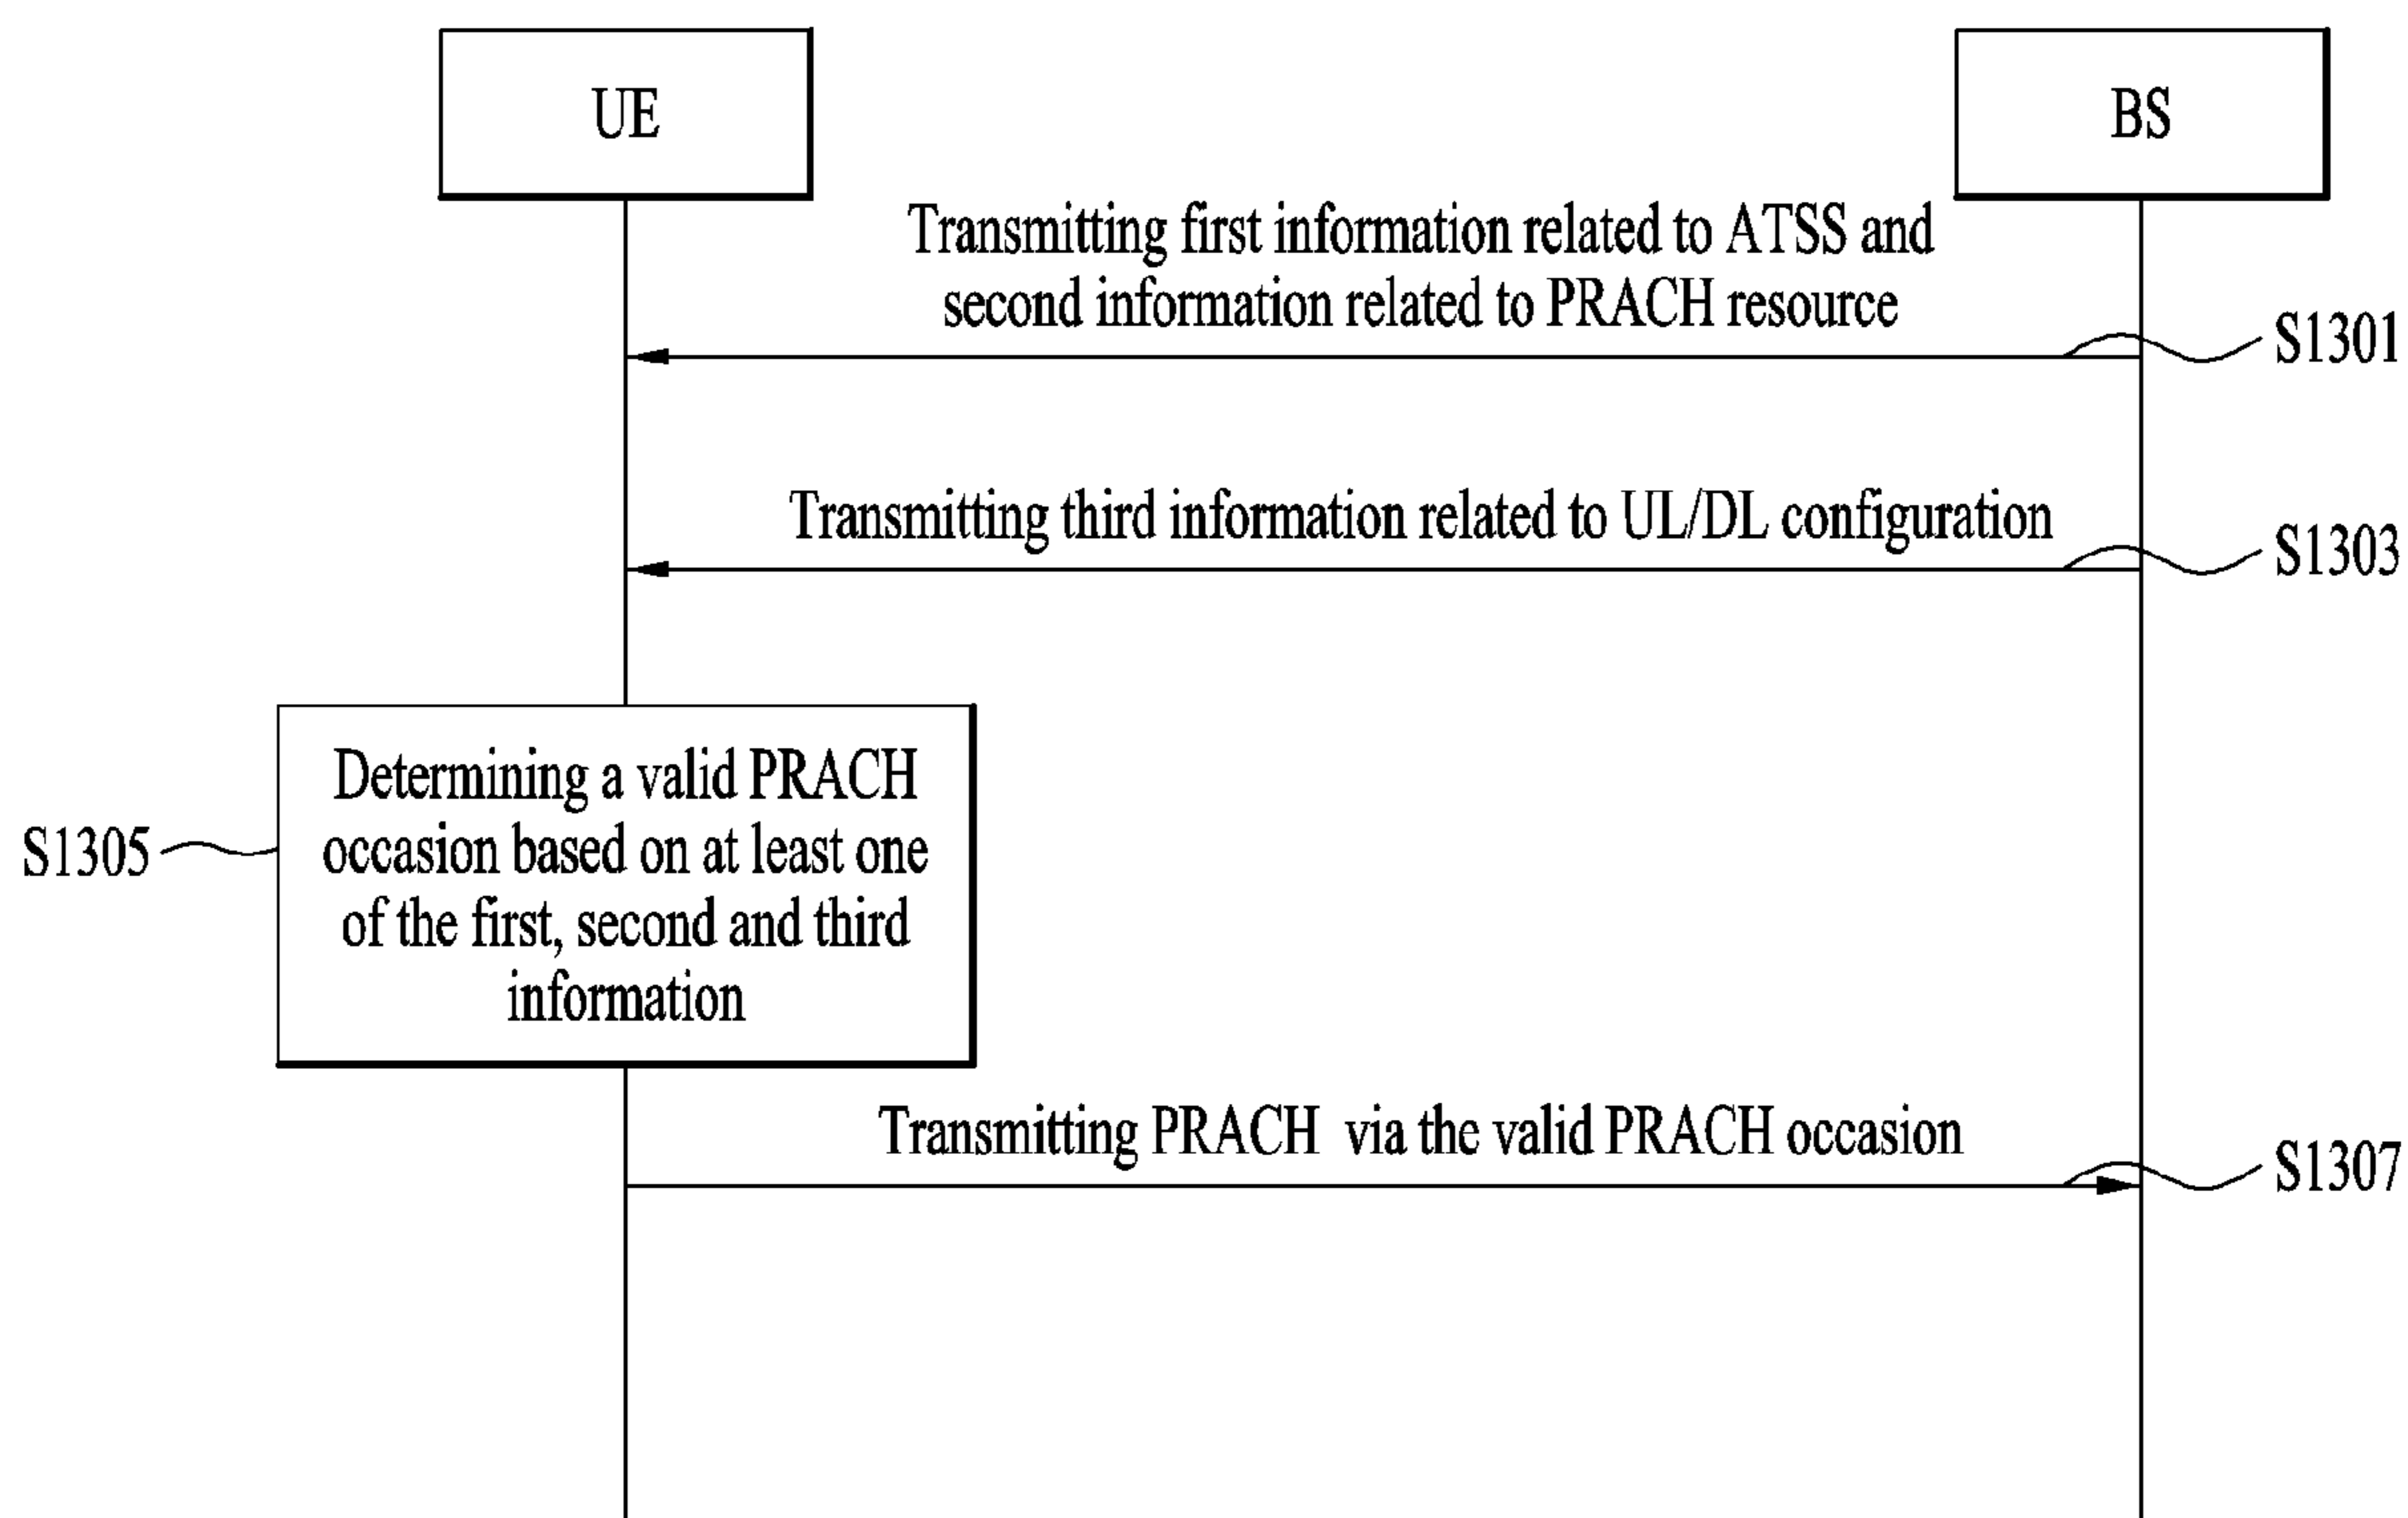 UE
BS
Transmitting first information related to ATSS and
second information related to PRACH resource
S1301
Transmitting third information related to UL/DL configuration
S1303
Determining a valid PRACH
occasion based on at least one
of the first, second and third
information
S1305
Transmitting PRACH via the valid PRACH occasion
S1307